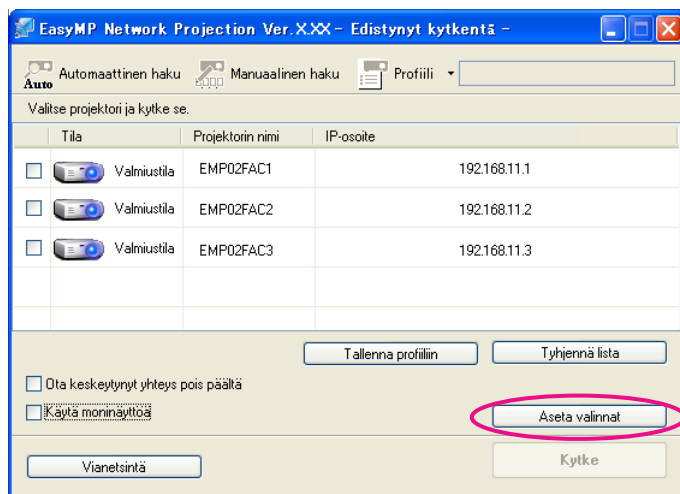 EasyMP Network Projection Ver.X.XX – Edistynyt kytkentä –
Auto Automaattinen haku Manuaalinen haku Profiili
Valitse projektori ja kytke se.
Tila Projektorin nimi IP-osoite
Valmiustila EMP02FAC1 192.168.11.1
Valmiustila EMP02FAC2 192.168.11.2
Valmiustila EMP02FAC3 192.168.11.3
Tallenna profiiliin Tyhjennä lista
Ota keskeytynyt yhteys pois päältä
Käytä moninäyttöä Aseta valinnat
Vianetsintä Kytke